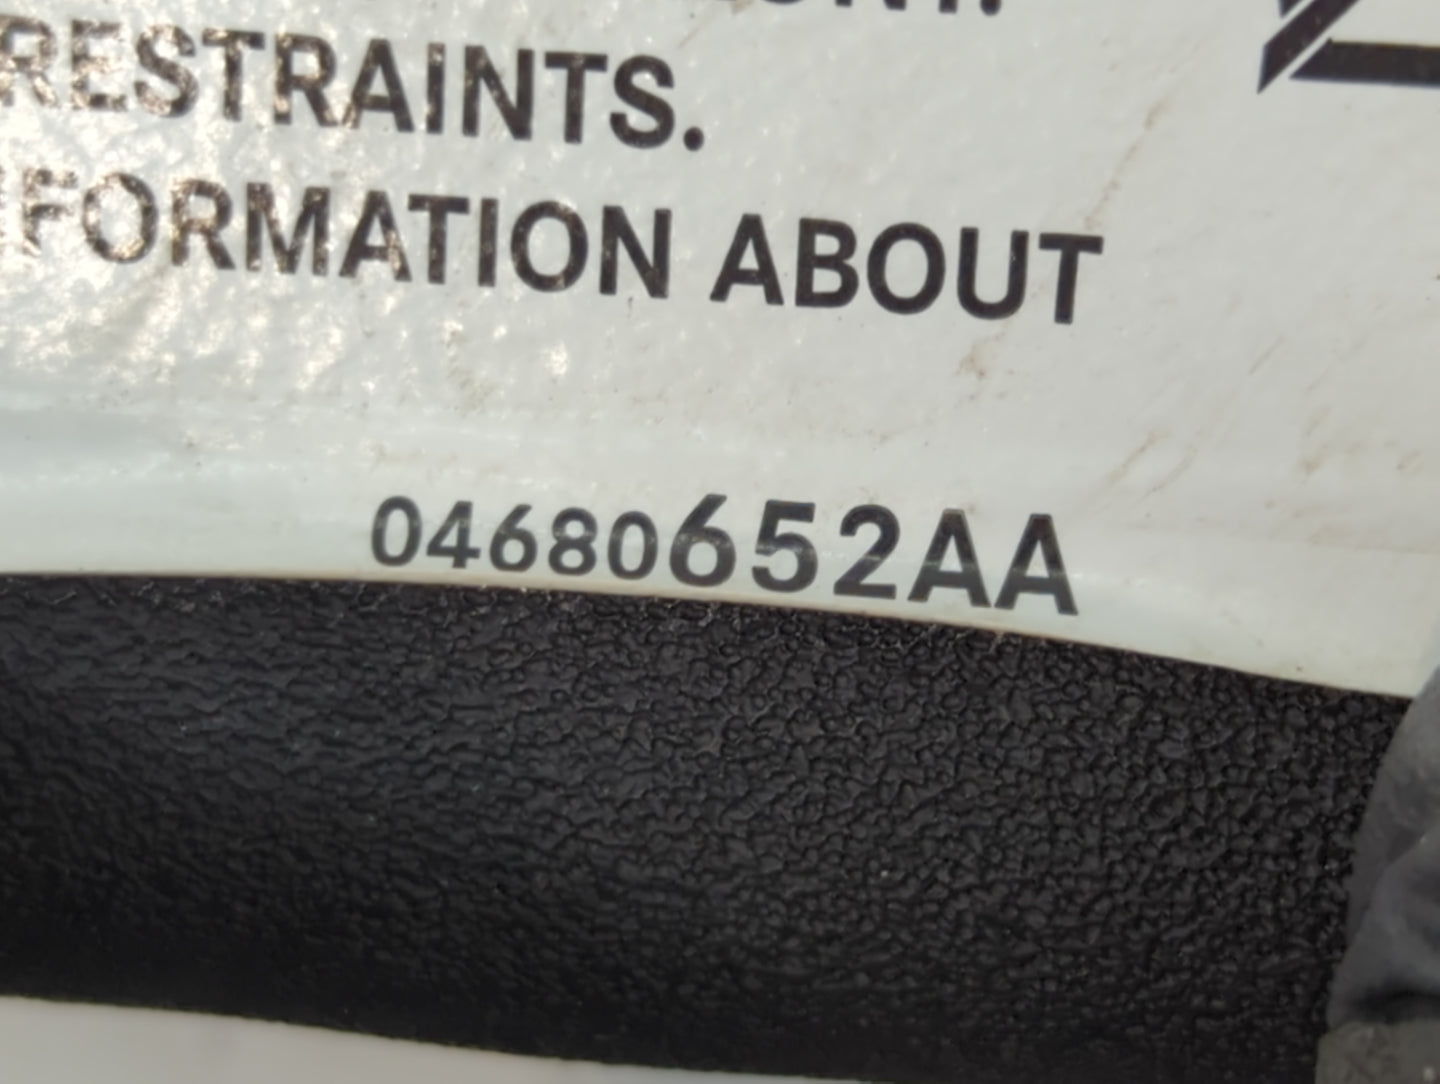 RESTRAINTS.
FORMATION ABOUT
04680652AA